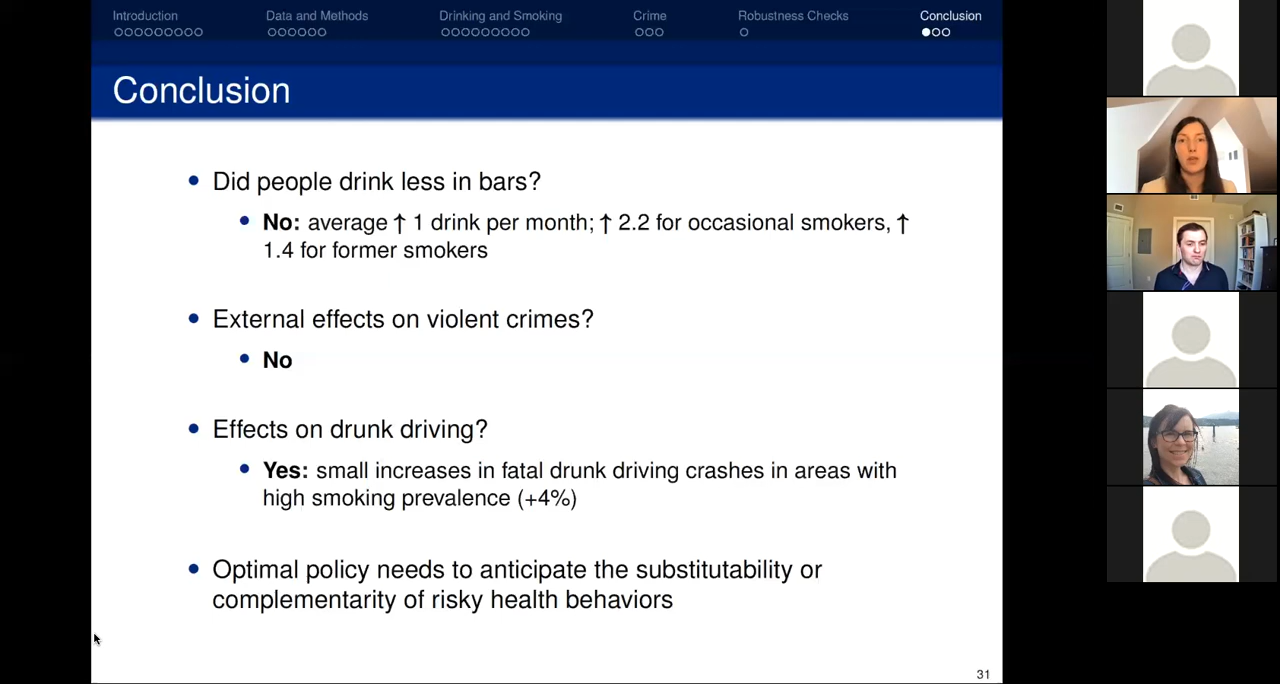 Introduction
Data and Methods
Drinking and Smoking
Crime
Robustness Checks
Conclusion
Conclusion
Did people drink less in bars?
No: average ↑ 1 drink per month; ↑ 2.2 for occasional smokers, ↑
1.4 for former smokers
External effects on violent crimes?
No
Effects on drunk driving?
Yes: small increases in fatal drunk driving crashes in areas with
high smoking prevalence (+4%)
Optimal policy needs to anticipate the substitutability or
complementarity of risky health behaviors
31